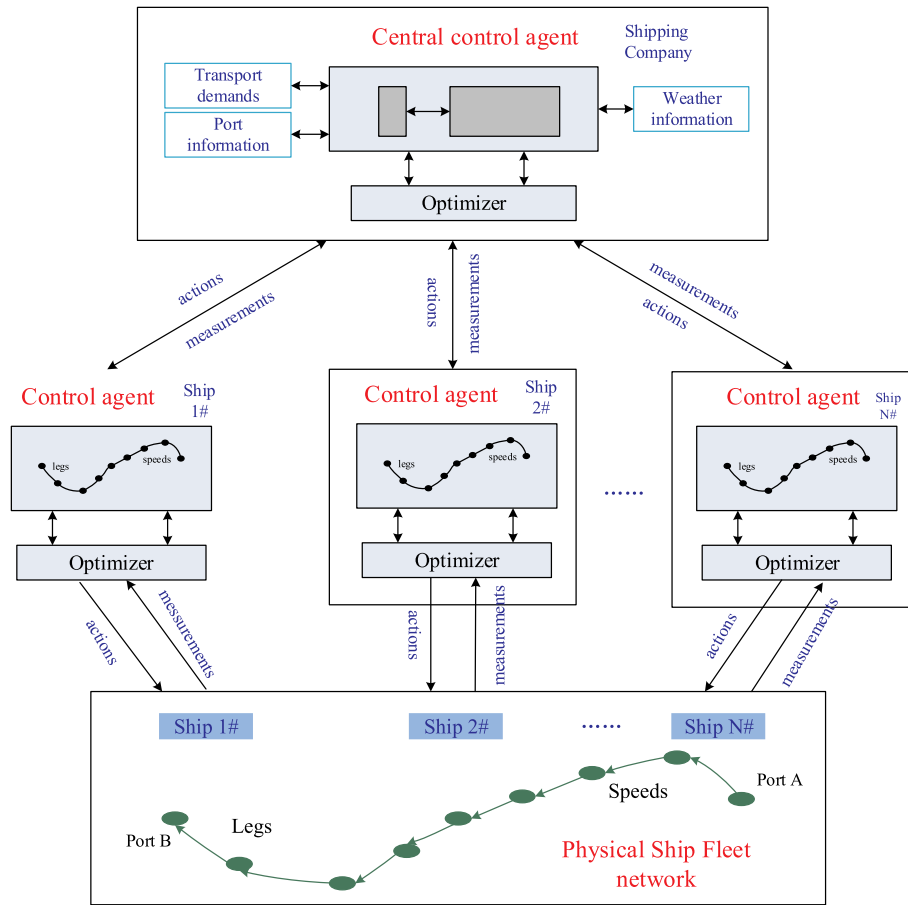 Central control agent
Shipping
Company
Transport
demands
Port
information
Weather
information
Optimizer
actions
measurements
actions
measurements
measurements
actions
Control agent
Ship
1#
legs
speeds
Optimizer
Control agent
Ship
2#
legs
speeds
Optimizer
......
Control agent
Ship
N#
legs
speeds
Optimizer
actions
messurements
actions
measurements
actions
measurements
Ship 1#
Ship 2#
......
Ship N#
Port A
Speeds
Legs
Port B
Physical Ship Fleet
network